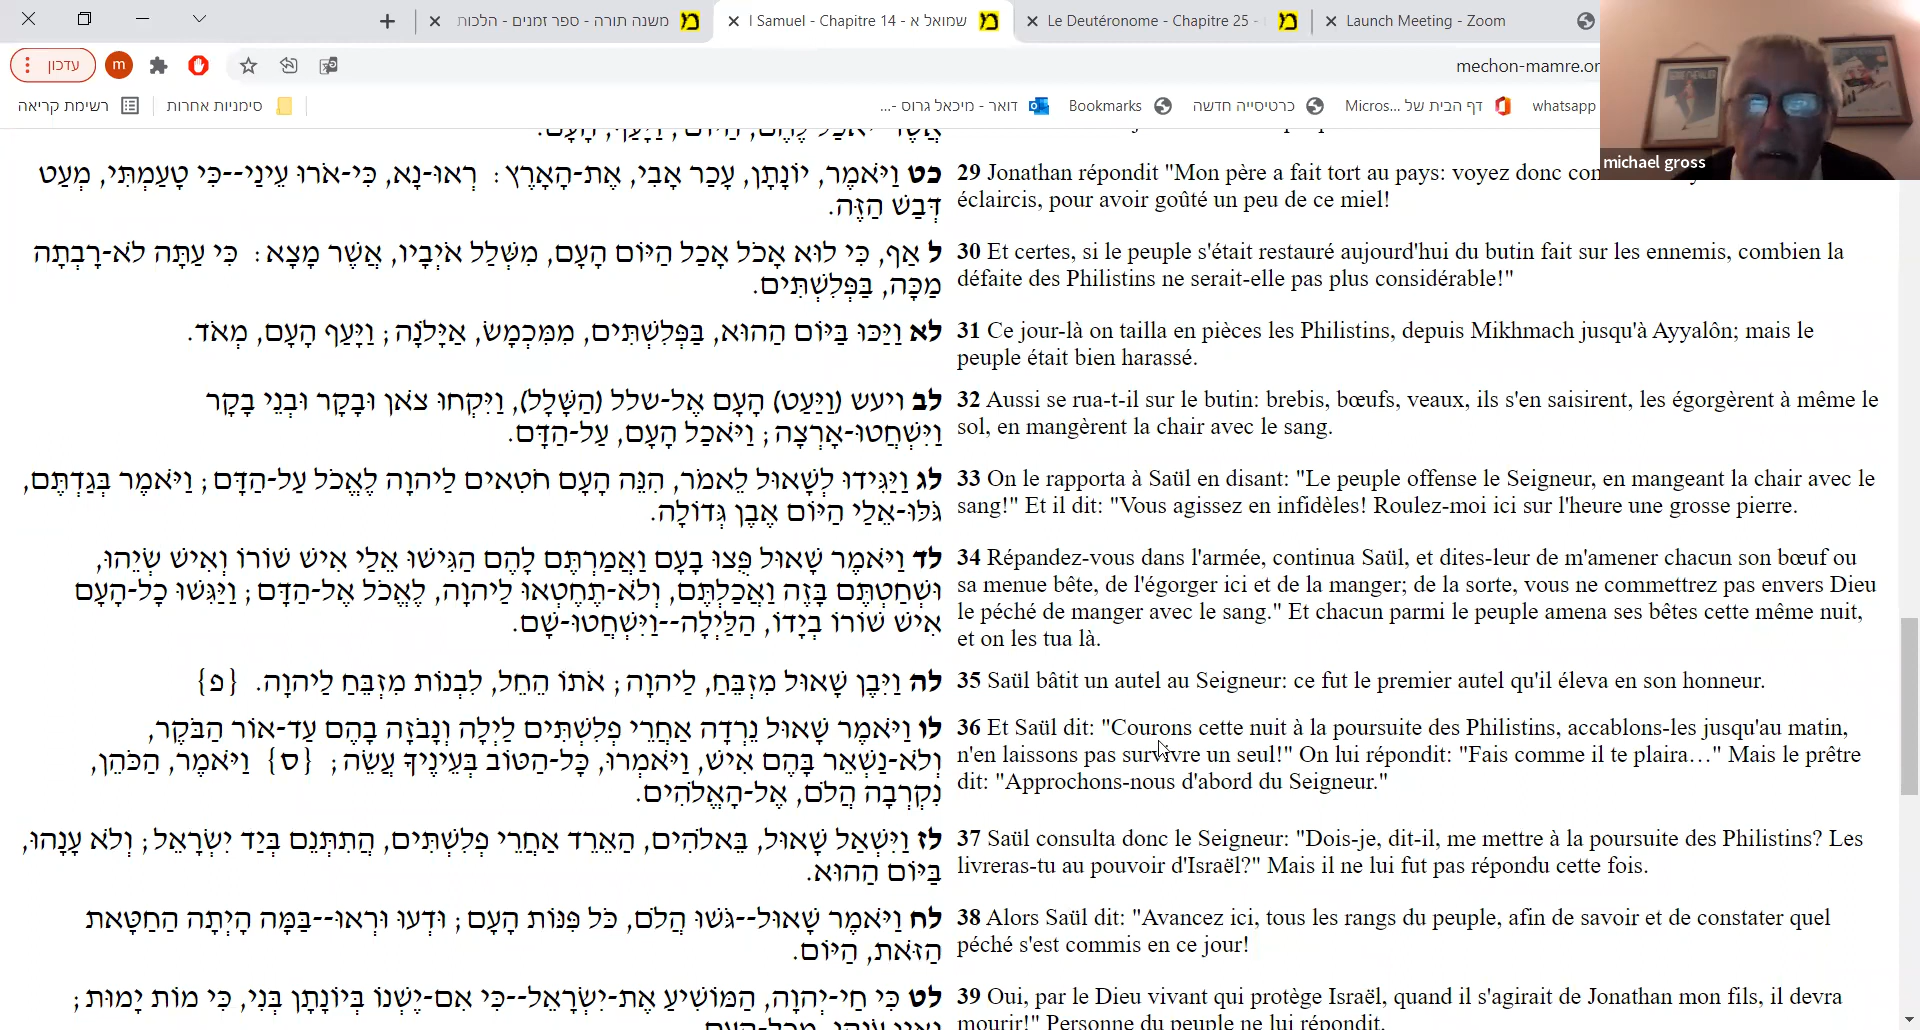 משנה תורה - ספר זמנים - הלכות
I Samuel - Chapitre 14 - שמואל א
Le Deutéronome - Chapitre 25 -
Launch Meeting - Zoom
עדכון
m
mechon-mamre.or
רשימת קריאה
סימניות אחרות
דואר - מיכאל גרוס -...
Bookmarks
כרטיסייה חדשה
דף הבית של Micros...
whatsapp
michael gross
כט וַיֹּאמֶר, יוֹנָתָן, עָכַר אָבִי, אֶת-הָאָרֶץ: רְאוּ-נָא, כִּי-אֹרוּ עֵינַי--כִּי טָעַמְתִּי, מְעַט
דְּבַשׁ הַזֶּה.
29 Jonathan répondit "Mon père a fait tort au pays: voyez donc
éclaircis, pour avoir goûté un peu de ce miel!
ל אַף, כִּי לוּא אָכֹל אָכַל הַיּוֹם הָעָם, מִשְּׁלַל אֹיְבָיו, אֲשֶׁר מָצָא: כִּי עַתָּה לֹא-רָבְתָה
מַכָּה, בַּפְּלִשְׁתִּים.
30 Et certes, si le peuple s'était restauré aujourd'hui du butin fait sur les ennemis, combien la
défaite des Philistins ne serait-elle pas plus considérable!"
לא וַיַּכּוּ בַּיּוֹם הַהוּא, בַּפְּלִשְׁתִּים, מִמִּכְמָשׂ, אַיָּלֹנָה; וַיָּעַף הָעָם, מְאֹד.
31 Ce jour-là on tailla en pièces les Philistins, depuis Mikhmach jusqu'à Ayyalôn; mais le
peuple était bien harassé.
לב ויעש (וַיַּעַט) הָעָם אֶל-שלל (הַשָּׁלָל), וַיִּקְחוּ צֹאן וּבָקָר וּבְנֵי בָקָר
וַיִּשְׁחֲטוּ-אָרְצָה; וַיֹּאכַל הָעָם, עַל-הַדָּם.
32 Aussi se rua-t-il sur le butin: brebis, bœufs, veaux, ils s'en saisirent, les égorgèrent à même le
sol, en mangèrent la chair avec le sang.
לג וַיַּגִּידוּ לְשָׁאוּל לֵאמֹר, הִנֵּה הָעָם חֹטִאים לַיהוָה לֶאֱכֹל עַל-הַדָּם; וַיֹּאמֶר בְּגַדְתֶּם,
גֹּלּוּ-אֵלַי הַיּוֹם אֶבֶן גְּדוֹלָה.
33 On le rapporta à Saül en disant: "Le peuple offense le Seigneur, en mangeant la chair avec le
sang!" Et il dit: "Vous agissez en infidèles! Roulez-moi ici sur l'heure une grosse pierre.
לד וַיֹּאמֶר שָׁאוּל פֻּצוּ בָעָם וַאֲמַרְתֶּם לָהֶם הַגִּישׁוּ אֵלַי אִישׁ שׁוֹרוֹ וְאִישׁ שְׂיֵהוּ,
וּשְׁחַטְתֶּם בָּזֶה וַאֲכַלְתֶּם, וְלֹא-תֶחֶטְאוּ לַיהוָה, לֶאֱכֹל אֶל-הַדָּם; וַיַּגִּשׁוּ כָל-הָעָם
אִישׁ שׁוֹרוֹ בְיָדוֹ, הַלַּיְלָה--וַיִּשְׁחֲטוּ-שָׁם.
34 Répandez-vous dans l'armée, continua Saül, et dites-leur de m'amener chacun son bœuf ou
sa menue bête, de l'égorger ici et de la manger; de la sorte, vous ne commettrez pas envers Dieu
le péché de manger avec le sang." Et chacun parmi le peuple amena ses bêtes cette même nuit,
et on les tua là.
לה וַיִּבֶן שָׁאוּל מִזְבֵּחַ, לַיהוָה; אֹתוֹ הֵחֵל, לִבְנוֹת מִזְבֵּחַ לַיהוָה. {פ}
35 Saül bâtit un autel au Seigneur: ce fut le premier autel qu'il éleva en son honneur.
לו וַיֹּאמֶר שָׁאוּל נֵרְדָה אַחֲרֵי פְלִשְׁתִּים לַיְלָה וְנָבֹזָה בָהֶם עַד-אוֹר הַבֹּקֶר,
וְלֹא-נַשְׁאֵר בָּהֶם אִישׁ, וַיֹּאמְרוּ, כָּל-הַטּוֹב בְּעֵינֶיךָ עֲשֵׂה; {ס} וַיֹּאמֶר, הַכֹּהֵן,
נִקְרְבָה הֲלֹם, אֶל-הָאֱלֹהִים.
36 Et Saül dit: "Courons cette nuit à la poursuite des Philistins, accablons-les jusqu'au matin,
n'en laissons pas survivre un seul!" On lui répondit: "Fais comme il te plaira…" Mais le prêtre
dit: "Approchons-nous d'abord du Seigneur."
לז וַיִּשְׁאַל שָׁאוּל, בֵּאלֹהִים, הַאֵרֵד אַחֲרֵי פְלִשְׁתִּים, הֲתִתְּנֵם בְּיַד יִשְׂרָאֵל; וְלֹא עָנָהוּ,
בַּיּוֹם הַהוּא.
37 Saül consulta donc le Seigneur: "Dois-je, dit-il, me mettre à la poursuite des Philistins? Les
livreras-tu au pouvoir d'Israël?" Mais il ne lui fut pas répondu cette fois.
לח וַיֹּאמֶר שָׁאוּל--גֹּשׁוּ הֲלֹם, כֹּל פִּנּוֹת הָעָם; וּדְעוּ וּרְאוּ--בַּמָּה הָיְתָה הַחַטָּאת
הַזֹּאת, הַיּוֹם.
38 Alors Saül dit: "Avancez ici, tous les rangs du peuple, afin de savoir et de constater quel
péché s'est commis en ce jour!
לט כִּי חַי-יְהוָה, הַמּוֹשִׁיעַ אֶת-יִשְׂרָאֵל--כִּי אִם-יֶשְׁנוֹ בְּיוֹנָתָן בְּנִי, כִּי מוֹת יָמוּת;
39 Oui, par le Dieu vivant qui protège Israël, quand il s'agirait de Jonathan mon fils, il devra
mourir!" Personne du peuple ne lui répondit.